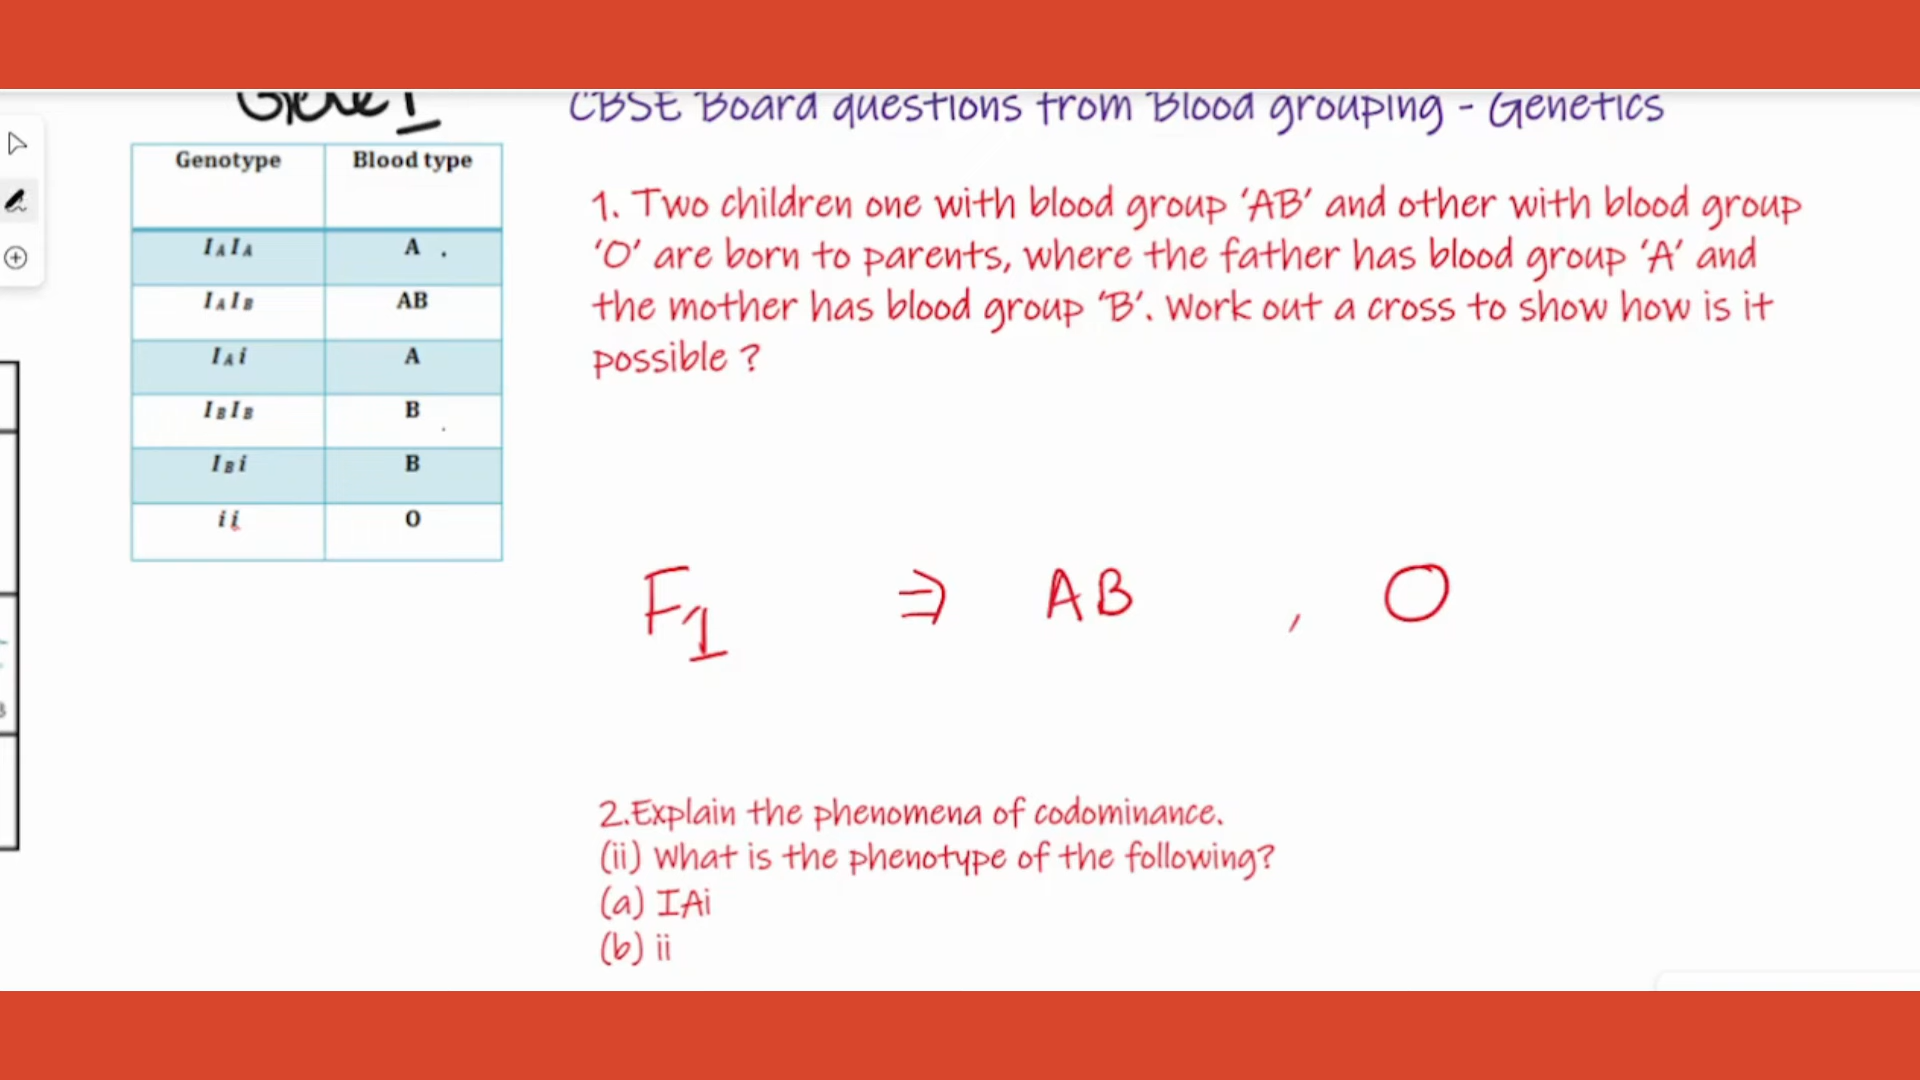 Gene I
CBSE Board questions from Blood grouping - Genetics
Genotype Blood type
IAIA A .
IAIB AB
IAi A
IBIB B
IBi B
ii O
1. Two children one with blood group 'AB' and other with blood group
'O' are born to parents, where the father has blood group 'A' and
the mother has blood group 'B'. Work out a cross to show how is it
possible ?
F1 ⇒ AB , O
2.Explain the phenomena of codominance.
(ii) What is the phenotype of the following?
(a) IAi
(b) ii